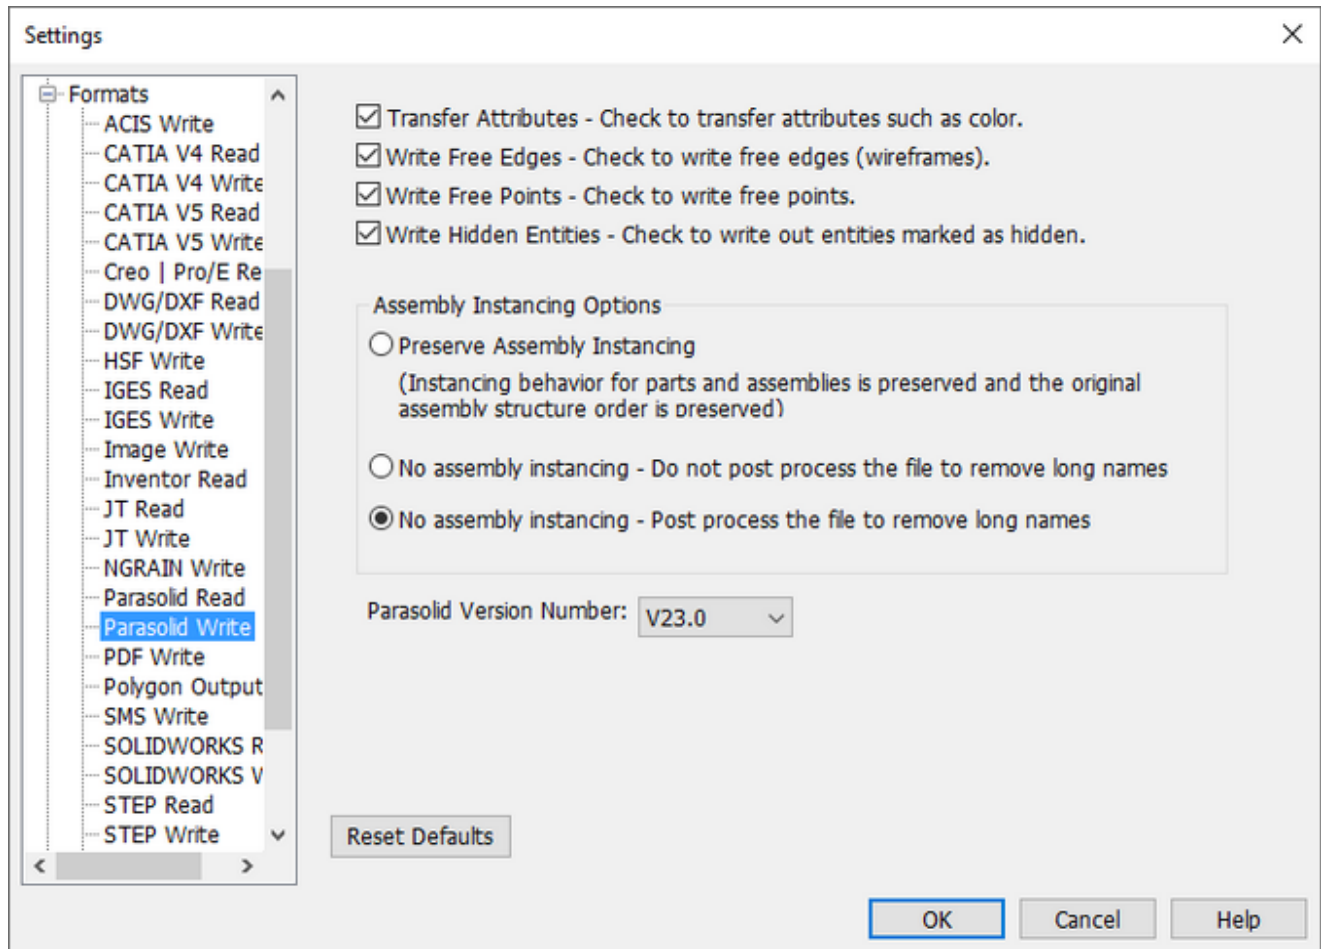 Settings
Formats
ACIS Write
CATIA V4 Read
CATIA V4 Write
CATIA V5 Read
CATIA V5 Write
Creo | Pro/E Re
DWG/DXF Read
DWG/DXF Write
HSF Write
IGES Read
IGES Write
Image Write
Inventor Read
JT Read
JT Write
NGRAIN Write
Parasolid Read
Parasolid Write
PDF Write
Polygon Output
SMS Write
SOLIDWORKS R
SOLIDWORKS W
STEP Read
STEP Write
Transfer Attributes - Check to transfer attributes such as color.
Write Free Edges - Check to write free edges (wireframes).
Write Free Points - Check to write free points.
Write Hidden Entities - Check to write out entities marked as hidden.
Assembly Instancing Options
Preserve Assembly Instancing
(Instancing behavior for parts and assemblies is preserved and the original
assembly structure order is preserved)
No assembly instancing - Do not post process the file to remove long names
No assembly instancing - Post process the file to remove long names
Parasolid Version Number: V23.0
Reset Defaults
OK Cancel Help